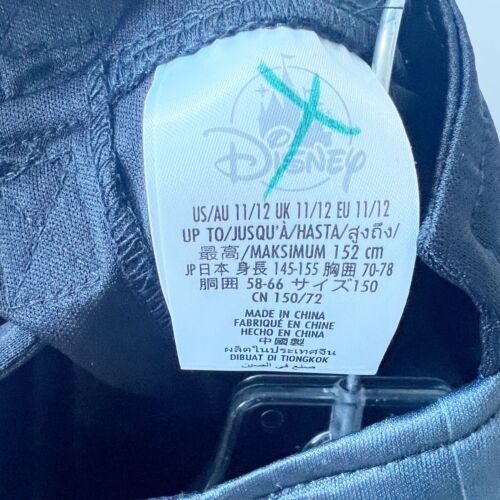 Disney
US/AU 11/12 UK 11/12 EU 11/12
UP TO/JUSQU'À/HASTA/สูงถึง/
最高/MAKSIMUM 152 cm
JP日本 身長 145-155 胸囲 70-78
胴囲 58-66 サイズ150
CN 150/72
MADE IN CHINA
FABRIQUÉ EN CHINE
HECHO EN CHINA
中國製
ผลิตในประเทศจีน
DIBUAT DI TIONGKOK
صنع في الصين